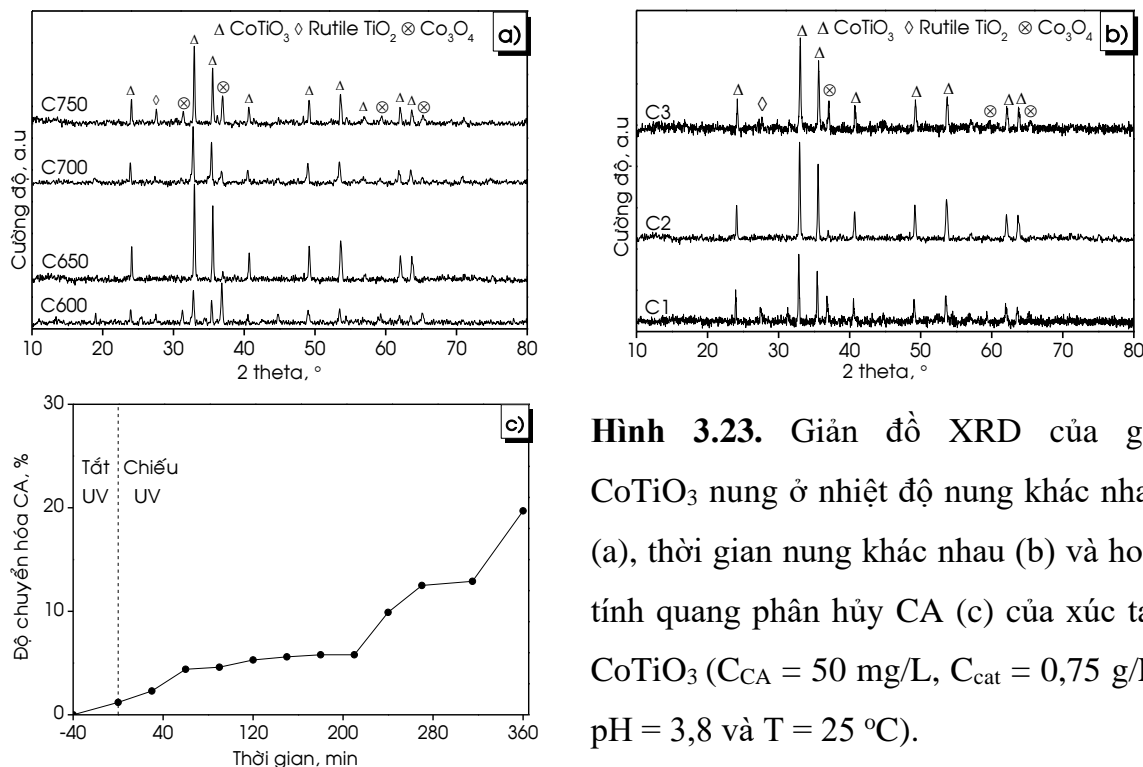 △ CoTiO₃ ◊ Rutile TiO₂ ⊗ Co₃O₄
a)
C750
C700
C650
C600
Cường độ, a.u
10 20 30 40 50 60 70 80
2 theta, °
△ CoTiO₃ ◊ Rutile TiO₂ ⊗ Co₃O₄
b)
C3
C2
C1
Cường độ, a.u
10 20 30 40 50 60 70 80
2 theta, °
c)
30
20
10
0
Tắt Chiếu
UV UV
Độ chuyển hóa CA, %
-40 40 120 200 280 360
Thời gian, min
Hình 3.23. Giản đồ XRD của
CoTiO₃ nung ở nhiệt độ nung khác
(a), thời gian nung khác nhau (b) và
tính quang phân hủy CA (c) của xúc
CoTiO₃ (C_CA = 50 mg/L, C_cat = 0,75
pH = 3,8 và T = 25 °C).